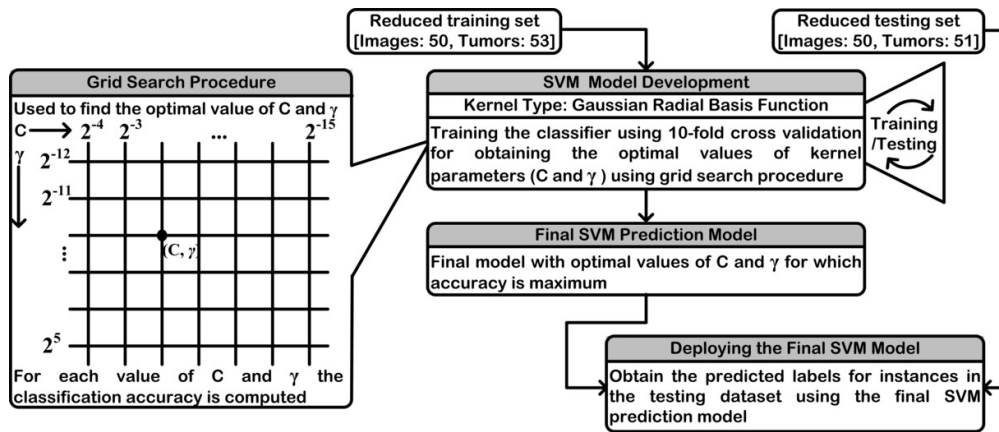 Reduced training set
[Images: 50, Tumors: 53]
Reduced testing set
[Images: 50, Tumors: 51]
Grid Search Procedure
Used to find the optimal value of C and γ
C 2^-4 2^-3 ... 2^-15
γ
2^-12
2^-11
(C, γ)
...
2^5
For each value of C and γ the
classification accuracy is computed
SVM Model Development
Kernel Type: Gaussian Radial Basis Function
Training the classifier using 10-fold cross validation
for obtaining the optimal values of kernel
parameters (C and γ ) using grid search procedure
Training
/Testing
Final SVM Prediction Model
Final model with optimal values of C and γ for which
accuracy is maximum
Deploying the Final SVM Model
Obtain the predicted labels for instances in
the testing dataset using the final SVM
prediction model